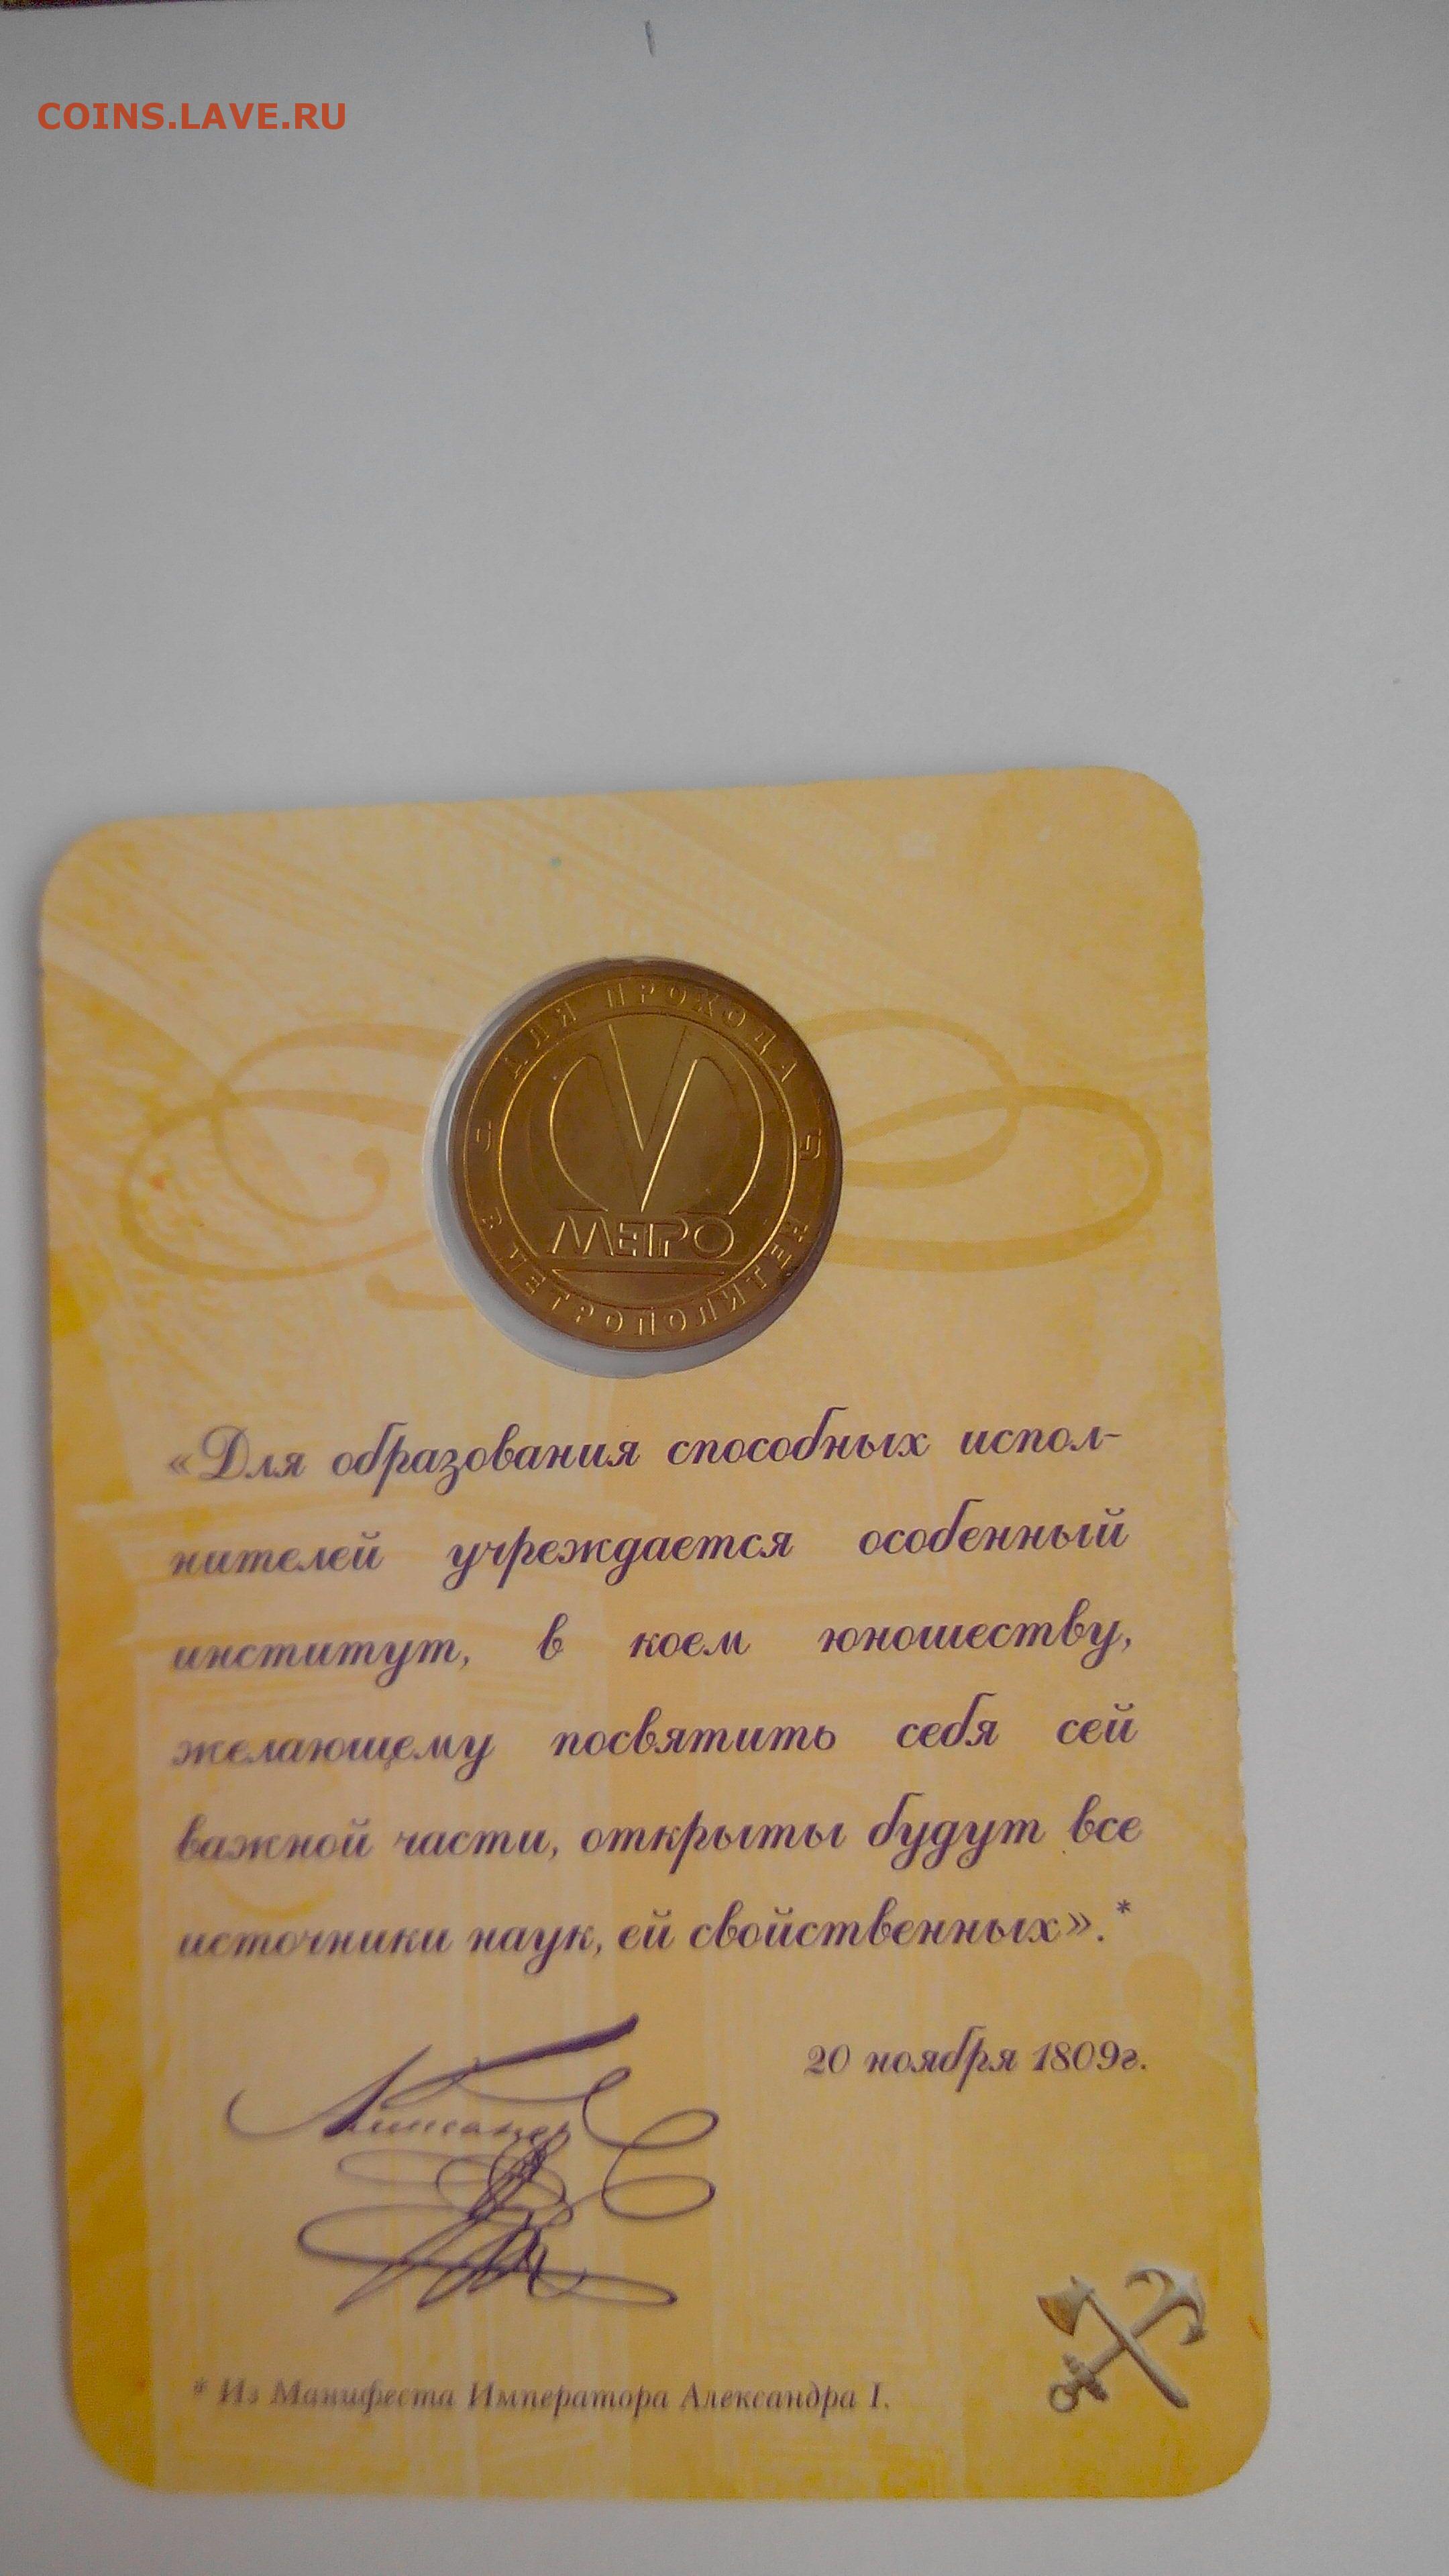 COINS.LAVE.RU
ДЛЯ ПРОХОДА
МЕТРО
В МЕТРОПОЛИТЕН
«Для образования способных испол-
нителей учреждается особенный
институт, в коем юношеству,
желающему посвятить себя сей
важной части, открыты будут все
источники наук, ей свойственных».*
20 ноября 1809г.
Александр
* Из Манифеста Императора Александра I.